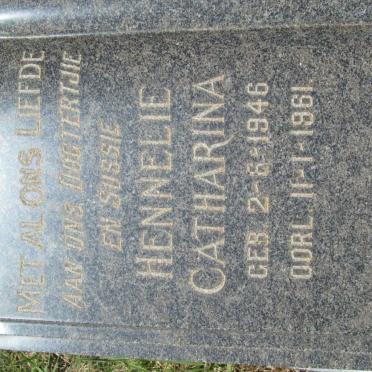 MET AL ONS LIEFDE
AAN ONS DOGTERTJIE
EN SUSSIE
HENNELIE
CATHARINA
GEB. 2-6-1946
OORL. 11-1-1961.